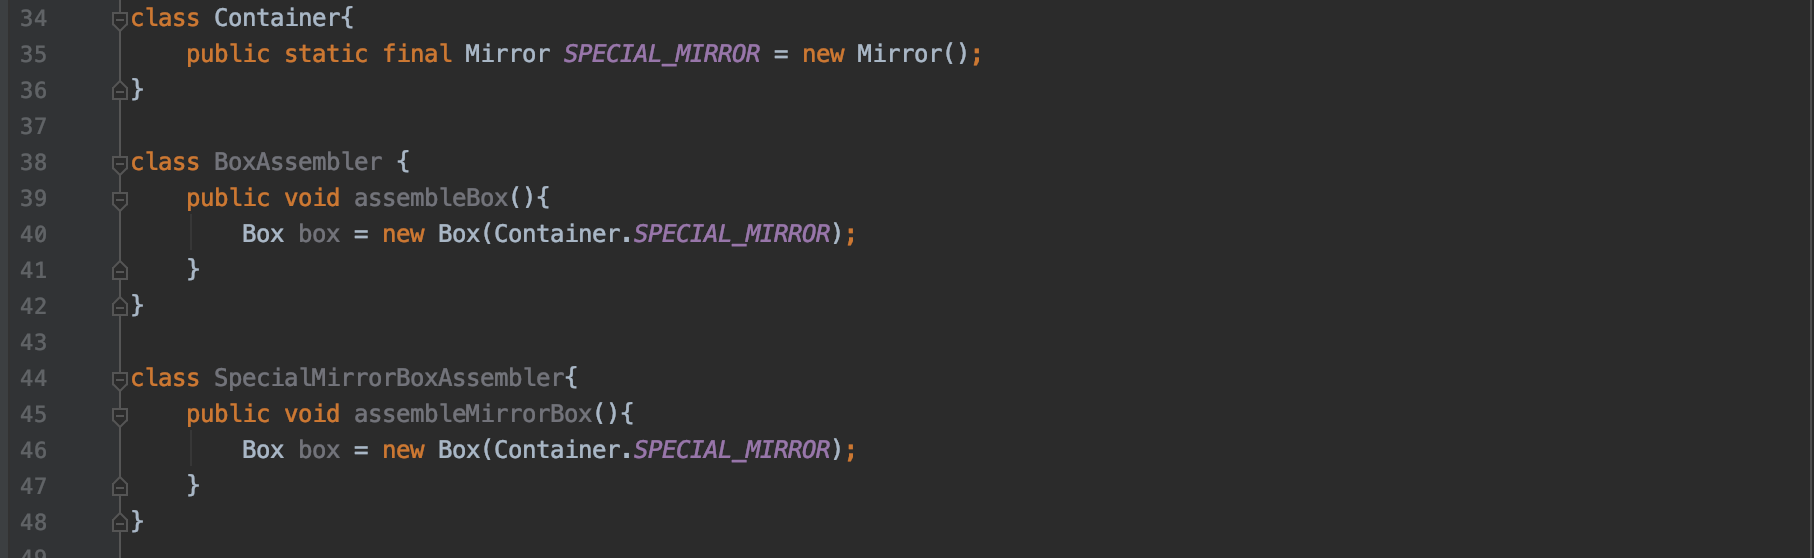 34 class Container{
35 public static final Mirror SPECIAL_MIRROR = new Mirror();
36 }
37
38 class BoxAssembler {
39 public void assembleBox(){
40 Box box = new Box(Container.SPECIAL_MIRROR);
41 }
42 }
43
44 class SpecialMirrorBoxAssembler{
45 public void assembleMirrorBox(){
46 Box box = new Box(Container.SPECIAL_MIRROR);
47 }
48 }
49